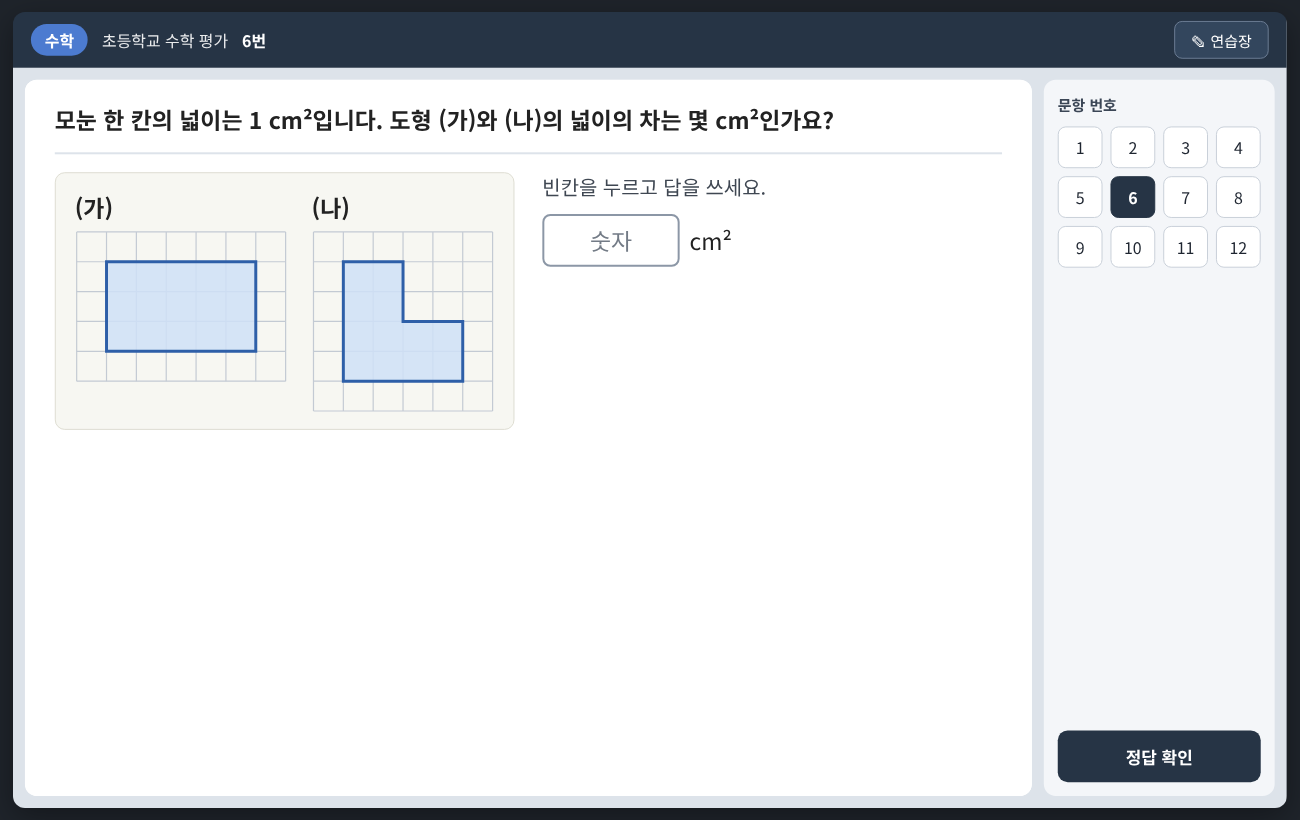 수학 초등학교 수학 평가 6번
✎ 연습장
모눈 한 칸의 넓이는 1 cm²입니다. 도형 (가)와 (나)의 넓이의 차는 몇 cm²인가요?
(가) (나)
빈칸을 누르고 답을 쓰세요.
숫자 cm²
문항 번호
1 2 3 4
5 6 7 8
9 10 11 12
정답 확인